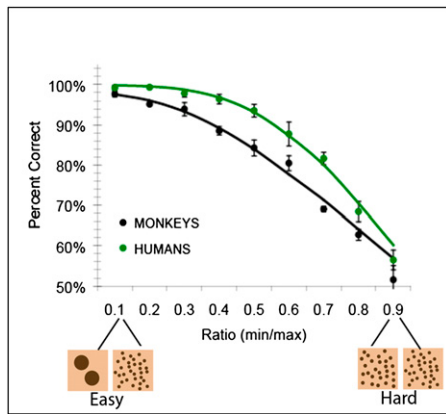 100%
90%
80%
70%
60%
50%
Percent Correct
MONKEYS
HUMANS
0.1 0.2 0.3 0.4 0.5 0.6 0.7 0.8 0.9
Ratio (min/max)
Easy Hard